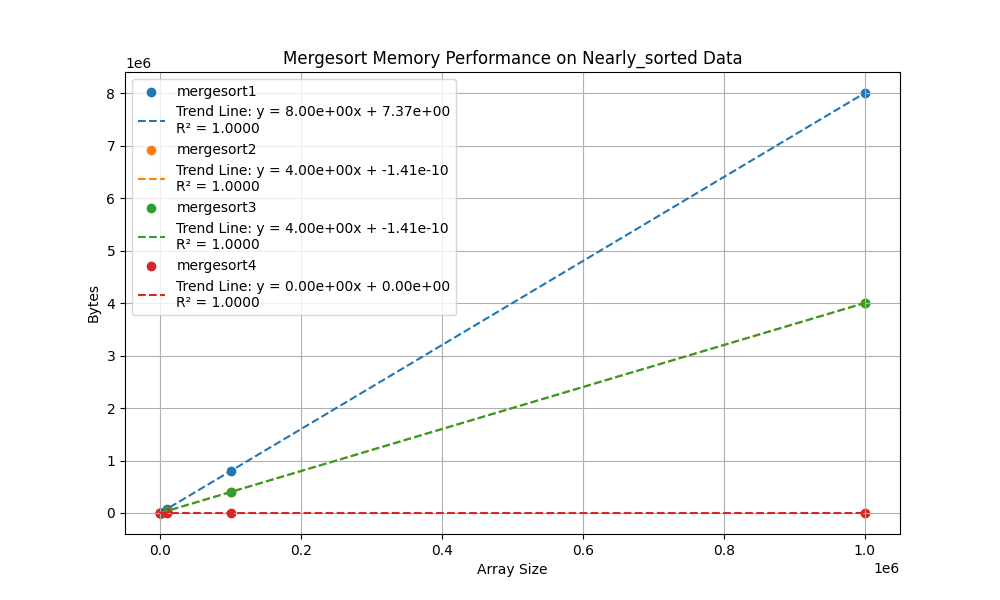 Mergesort Memory Performance on Nearly_sorted Data
1e6
mergesort1
Trend Line: y = 8.00e+00x + 7.37e+00
R² = 1.0000
mergesort2
Trend Line: y = 4.00e+00x + -1.41e-10
R² = 1.0000
mergesort3
Trend Line: y = 4.00e+00x + -1.41e-10
R² = 1.0000
mergesort4
Trend Line: y = 0.00e+00x + 0.00e+00
R² = 1.0000
8
7
6
5
4
3
2
1
0
Bytes
0.0 0.2 0.4 0.6 0.8 1.0
Array Size
1e6